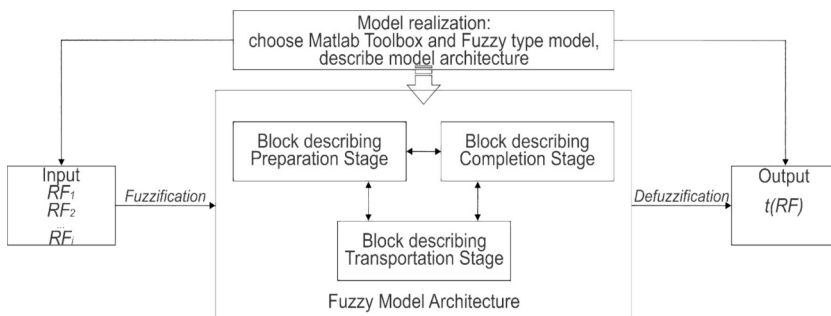 Model realization:
choose Matlab Toolbox and Fuzzy type model,
describe model architecture
Input
RF₁
RF₂
...
RFᵢ
Fuzzification
Block describing
Preparation Stage
Block describing
Completion Stage
Block describing
Transportation Stage
Fuzzy Model Architecture
Defuzzification
Output
t(RF)